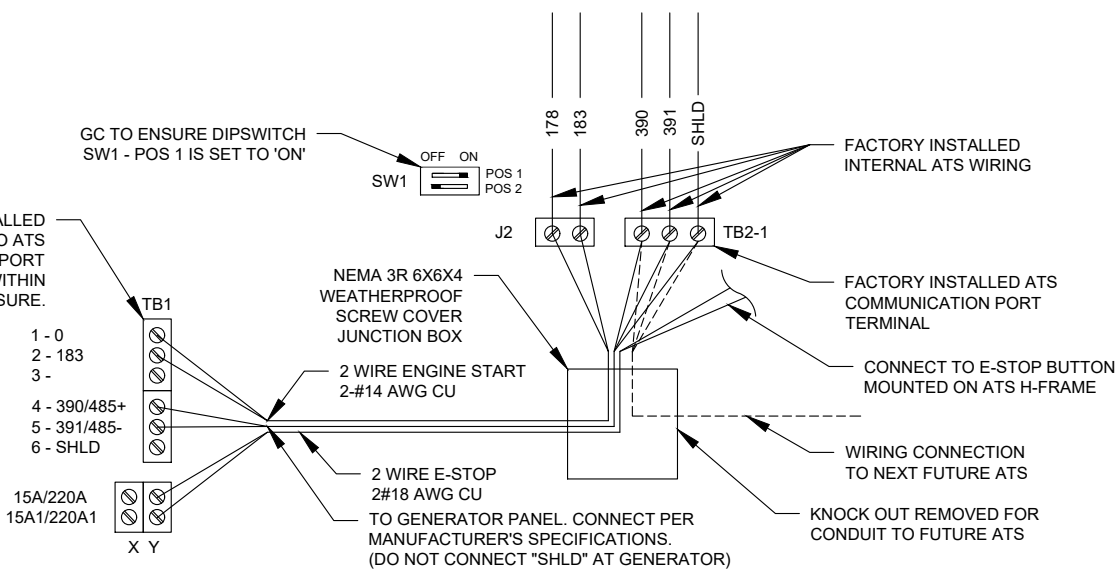 178
183
390
391
SHLD
GC TO ENSURE DIPSWITCH
SW1 - POS 1 IS SET TO 'ON'
OFF ON
SW1
POS 1
POS 2
FACTORY INSTALLED
INTERNAL ATS WIRING
J2
TB2-1
ATS
PORT
WITHIN
TB1
1 - 0
2 - 183
3 -
4 - 390/485+
5 - 391/485-
6 - SHLD
15A/220A
15A1/220A1
X Y
NEMA 3R 6X6X4
WEATHERPROOF
SCREW COVER
JUNCTION BOX
FACTORY INSTALLED ATS
COMMUNICATION PORT
TERMINAL
2 WIRE ENGINE START
2-#14 AWG CU
CONNECT TO E-STOP BUTTON
MOUNTED ON ATS H-FRAME
WIRING CONNECTION
TO NEXT FUTURE ATS
2 WIRE E-STOP
2#18 AWG CU
TO GENERATOR PANEL. CONNECT PER
MANUFACTURER'S SPECIFICATIONS.
(DO NOT CONNECT "SHLD" AT GENERATOR)
KNOCK OUT REMOVED FOR
CONDUIT TO FUTURE ATS